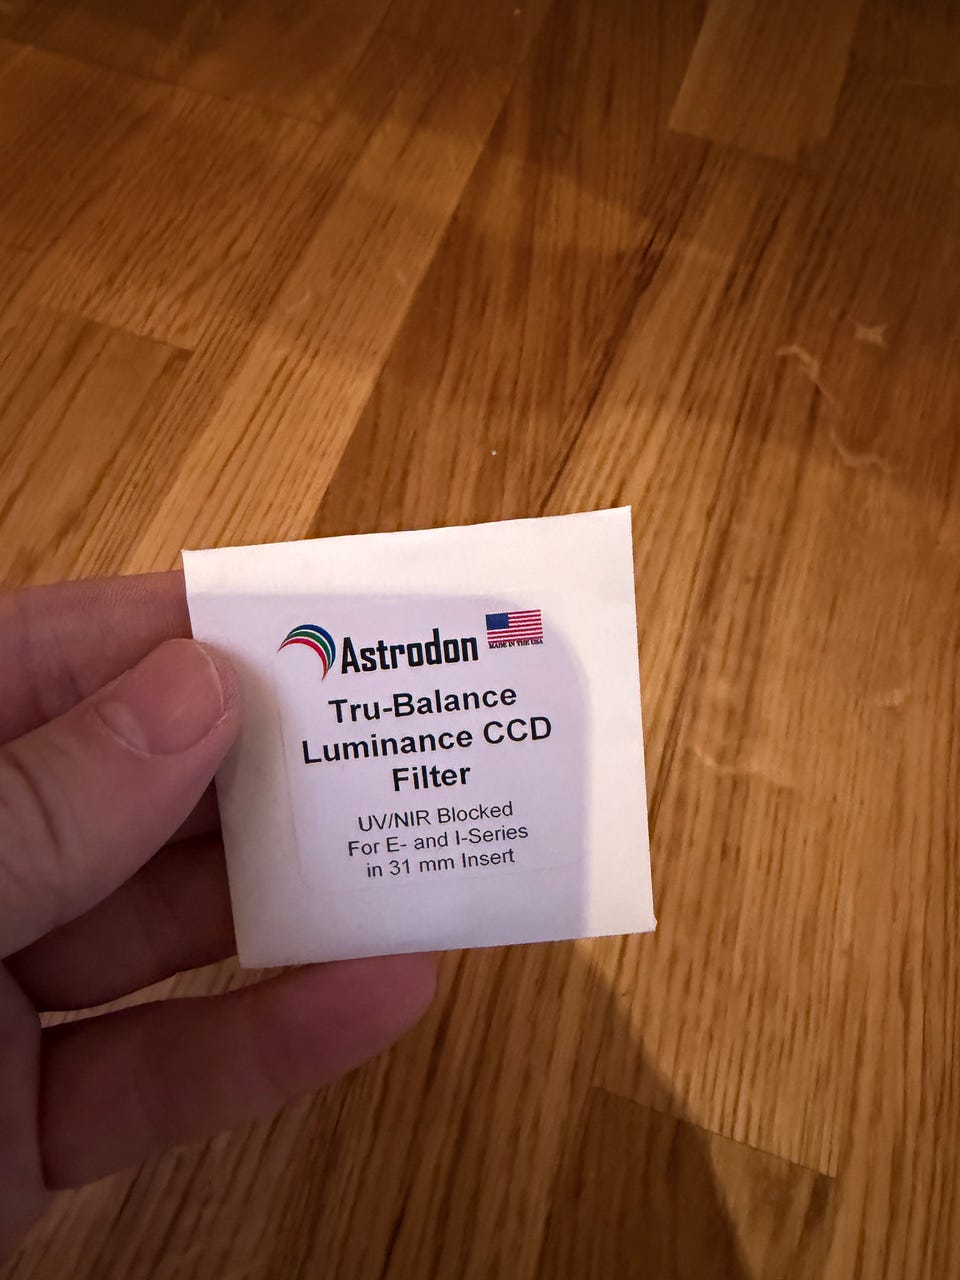 Astrodon
MADE IN THE USA
Tru-Balance
Luminance CCD
Filter
UV/NIR Blocked
For E- and I-Series
in 31 mm Insert